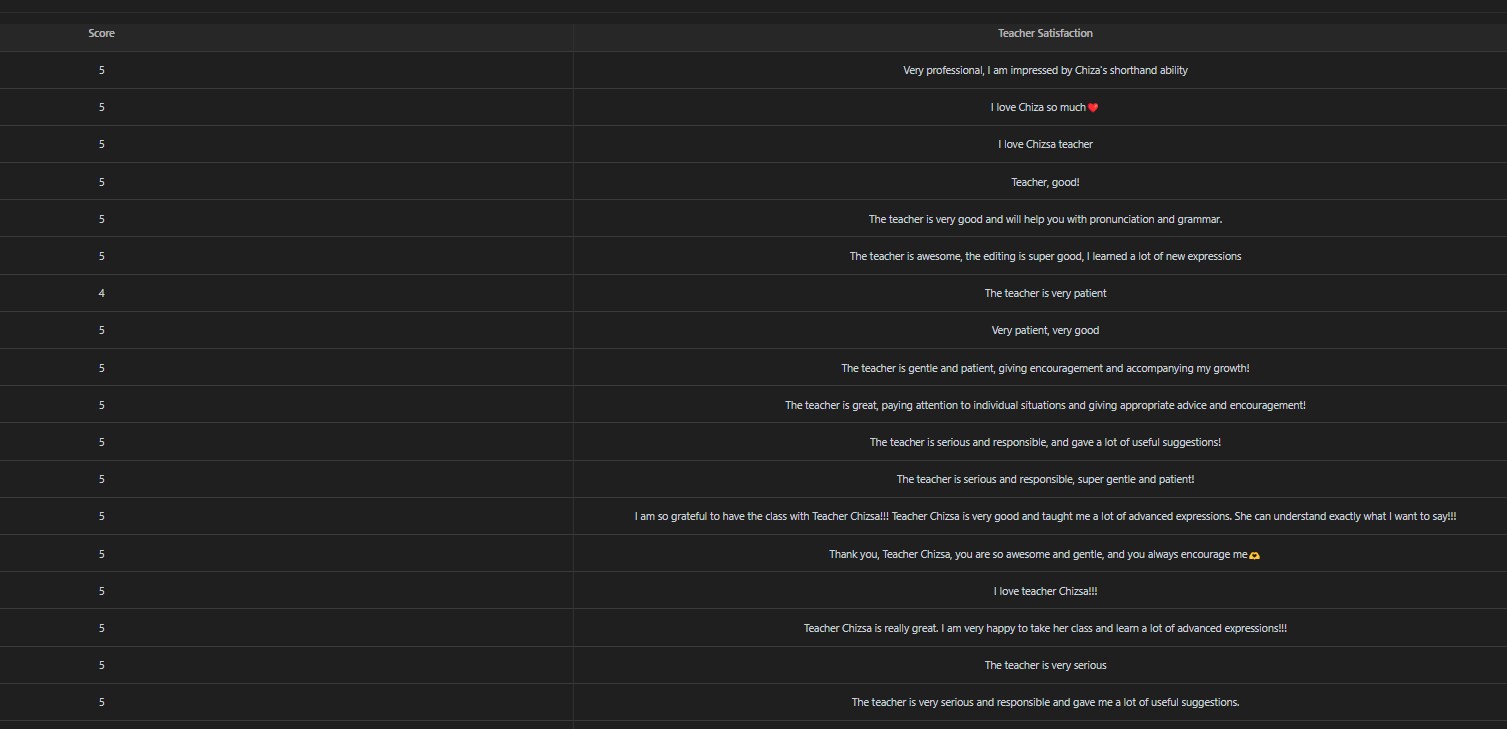 Score Teacher Satisfaction
5 Very professional, I am impressed by Chiza's shorthand ability
5 I love Chiza so much❤️
5 I love Chizsa teacher
5 Teacher, good!
5 The teacher is very good and will help you with pronunciation and grammar.
5 The teacher is awesome, the editing is super good, I learned a lot of new expressions
4 The teacher is very patient
5 Very patient, very good
5 The teacher is gentle and patient, giving encouragement and accompanying my growth!
5 The teacher is great, paying attention to individual situations and giving appropriate advice and encouragement!
5 The teacher is serious and responsible, and gave a lot of useful suggestions!
5 The teacher is serious and responsible, super gentle and patient!
5 I am so grateful to have the class with Teacher Chizsa!!! Teacher Chizsa is very good and taught me a lot of advanced expressions. She can understand exactly what I want to say!!!
5 Thank you, Teacher Chizsa, you are so awesome and gentle, and you always encourage me🫶
5 I love teacher Chizsa!!!
5 Teacher Chizsa is really great. I am very happy to take her class and learn a lot of advanced expressions!!!
5 The teacher is very serious
5 The teacher is very serious and responsible and gave me a lot of useful suggestions.